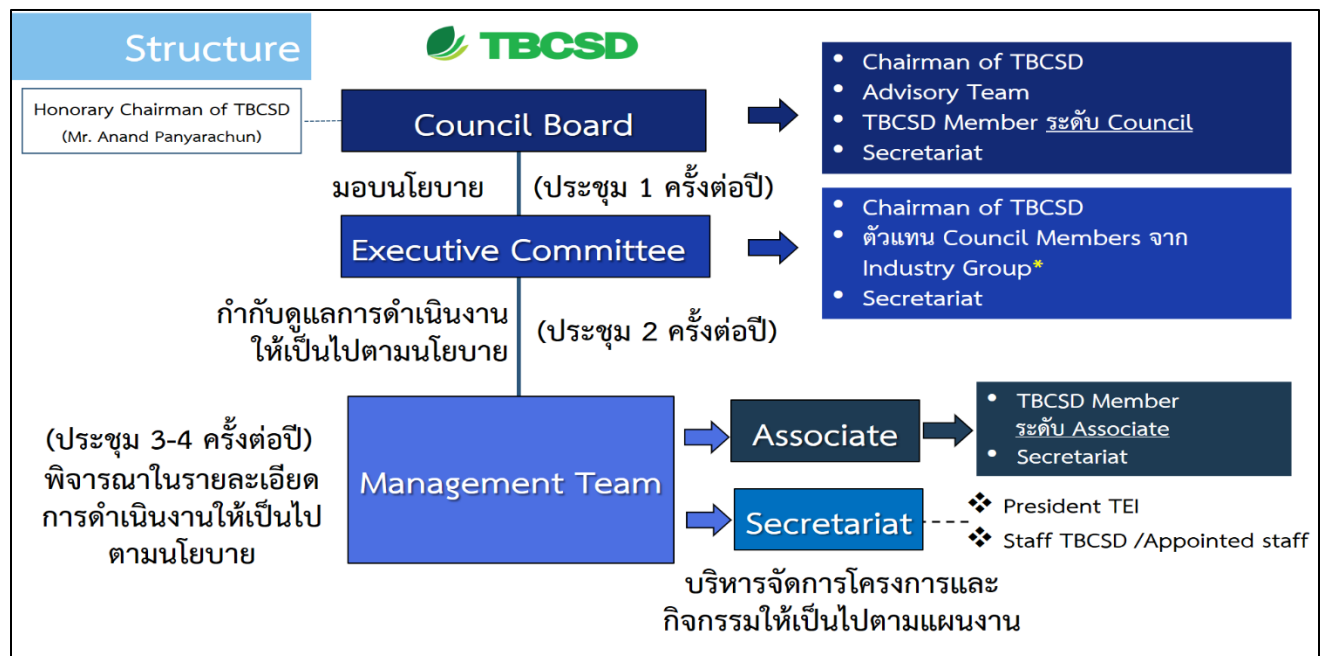 Structure
TBCSD
Honorary Chairman of TBCSD
(Mr. Anand Panyarachun)
Council Board
• Chairman of TBCSD
• Advisory Team
• TBCSD Member ระดับ Council
• Secretariat
มอบนโยบาย
(ประชุม 1 ครั้งต่อปี)
Executive Committee
• Chairman of TBCSD
• ตัวแทน Council Members จาก
Industry Group*
• Secretariat
กำกับดูแลการดำเนินงาน
ให้เป็นไปตามนโยบาย
(ประชุม 2 ครั้งต่อปี)
(ประชุม 3-4 ครั้งต่อปี)
พิจารณาในรายละเอียด
การดำเนินงานให้เป็นไป
ตามนโยบาย
Management Team
Associate
• TBCSD Member
ระดับ Associate
• Secretariat
Secretariat
❖ President TEI
❖ Staff TBCSD /Appointed staff
บริหารจัดการโครงการและ
กิจกรรมให้เป็นไปตามแผนงาน